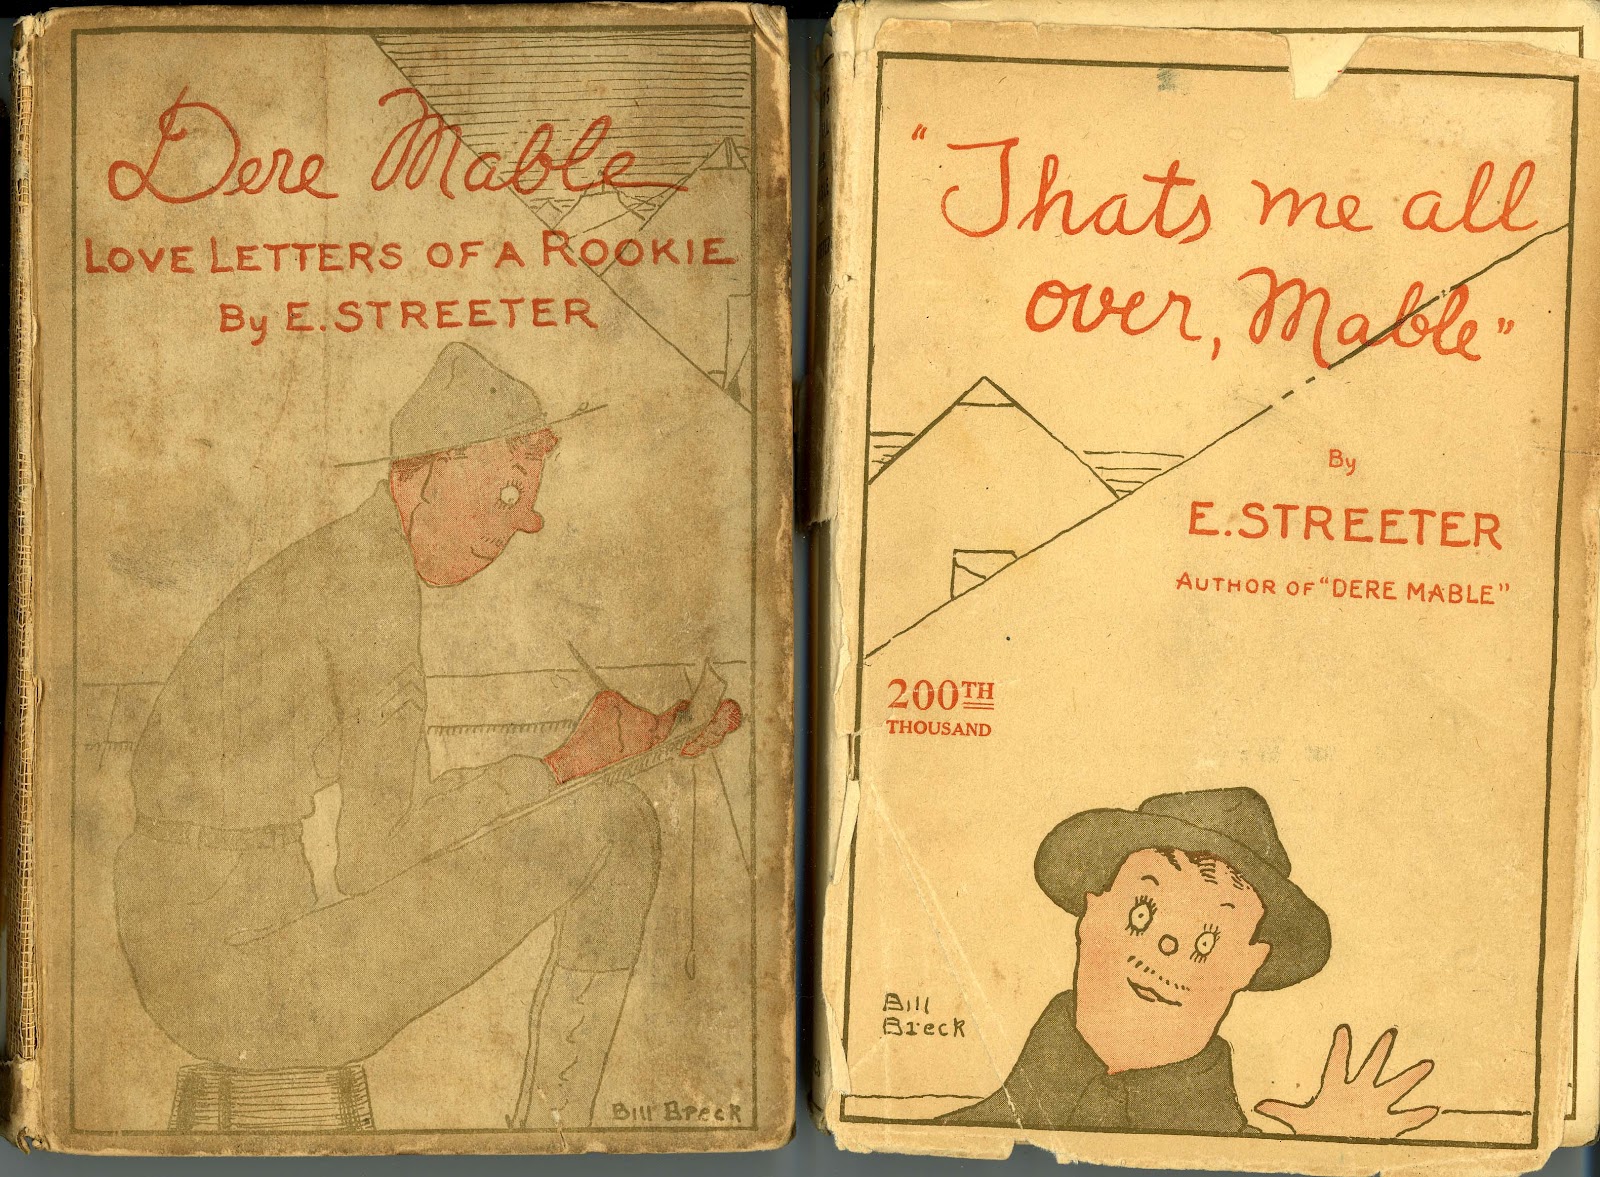 Dere Mable
LOVE LETTERS OF A ROOKIE
By E. STREETER
Bill Breck
"Thats me all
over, Mable"
By
E. STREETER
AUTHOR OF "DERE MABLE"
200TH
THOUSAND
Bill
Breck